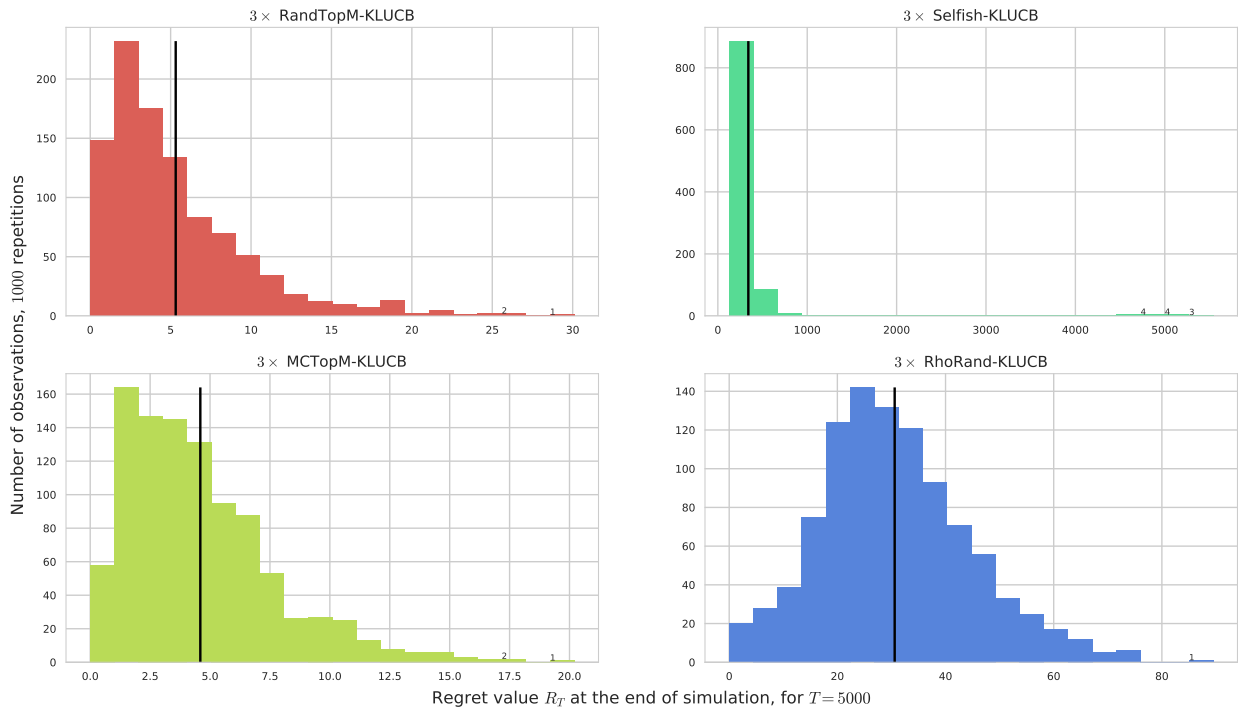 3× RandTopM-KLUCB
3× Selfish-KLUCB
200
150
100
50
0
2
1
0 5 10 15 20 25 30
800
600
400
200
0
4 4 3
0 1000 2000 3000 4000 5000
Number of observations, 1000 repetitions
3× MCTopM-KLUCB
3× RhoRand-KLUCB
160
140
120
100
80
60
40
20
0
2
1
0.0 2.5 5.0 7.5 10.0 12.5 15.0 17.5 20.0
140
120
100
80
60
40
20
0
1
0 20 40 60 80
Regret value R_T at the end of simulation, for T = 5000